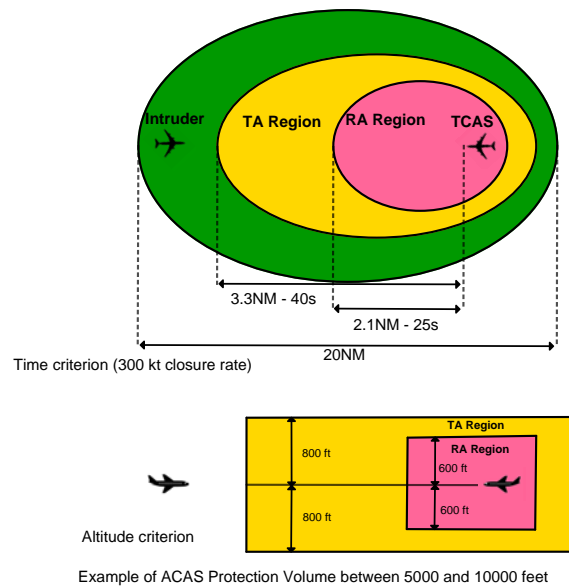 Intruder
TA Region
RA Region
TCAS
3.3NM - 40s
2.1NM - 25s
20NM
Time criterion (300 kt closure rate)
TA Region
RA Region
800 ft
600 ft
800 ft
600 ft
Altitude criterion
Example of ACAS Protection Volume between 5000 and 10000 feet